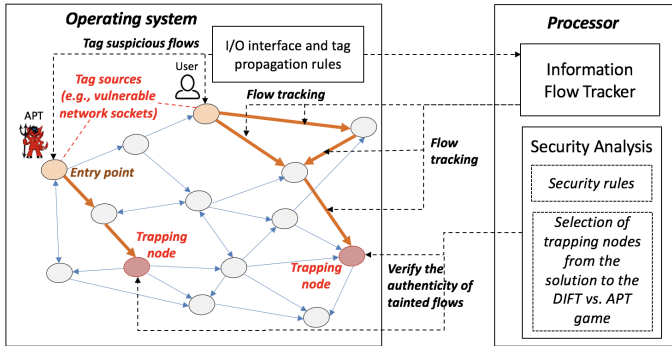 Operating system
Tag suspicious flows
User
I/O interface and tag
propagation rules
Tag sources
(e.g., vulnerable
network sockets)
Flow tracking
APT
Entry point
Flow
tracking
Trapping
node
Trapping
node
Verify the
authenticity of
tainted flows
Processor
Information
Flow Tracker
Security Analysis
Security rules
Selection of
trapping nodes
from the
solution to the
DIFT vs. APT
game